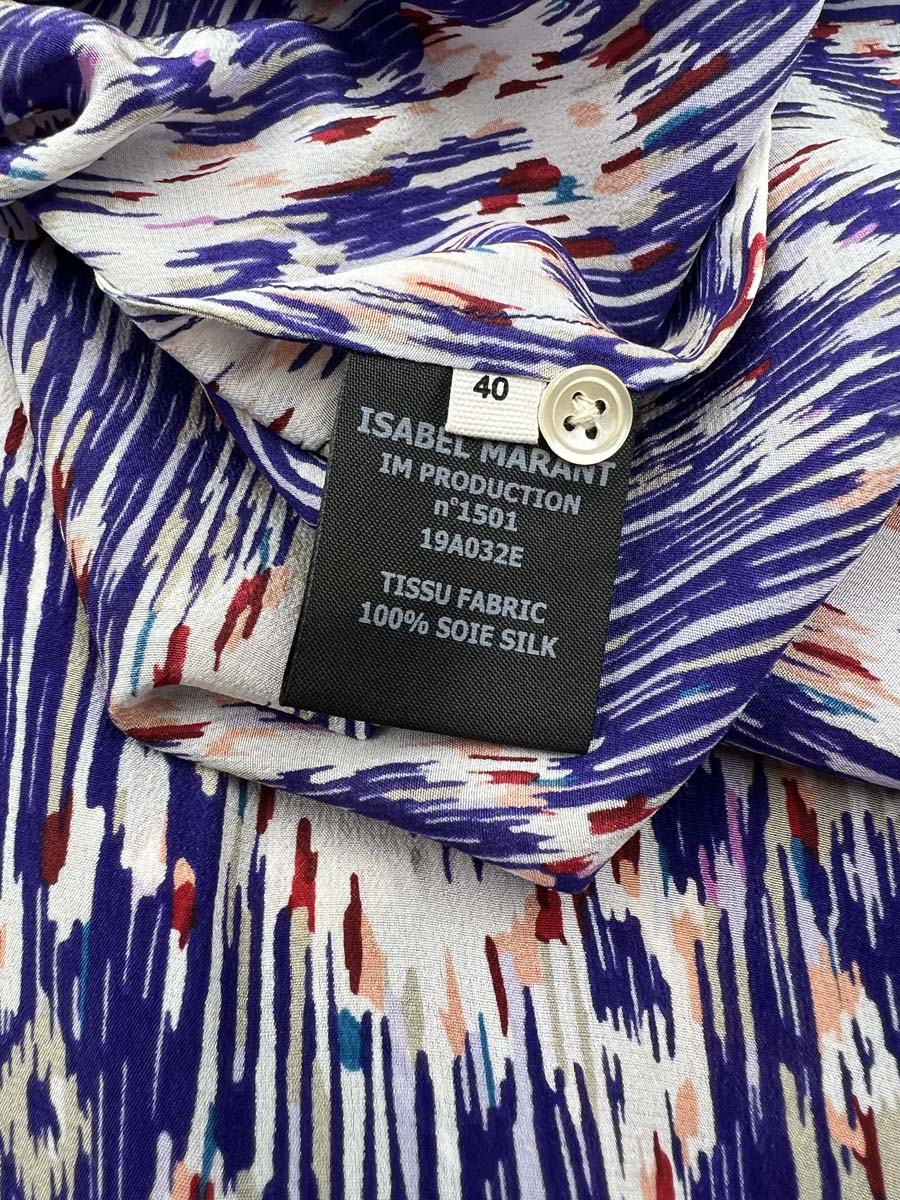 40
ISABEL MARANT
IM PRODUCTION
n°1501
19A032E
TISSU FABRIC
100% SOIE SILK